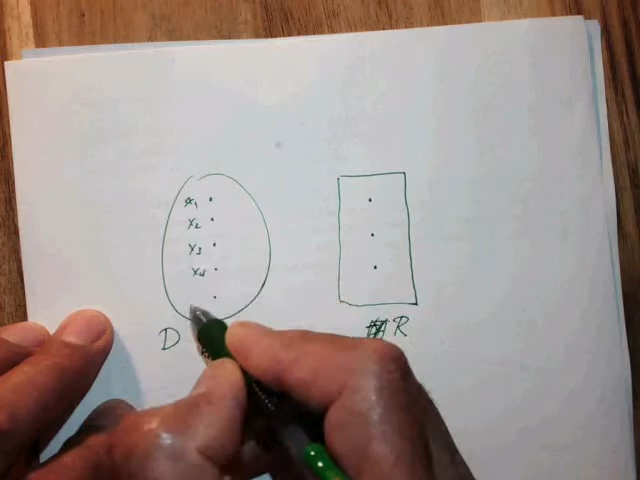 x₁
x₂
x₃
x₄
D
R